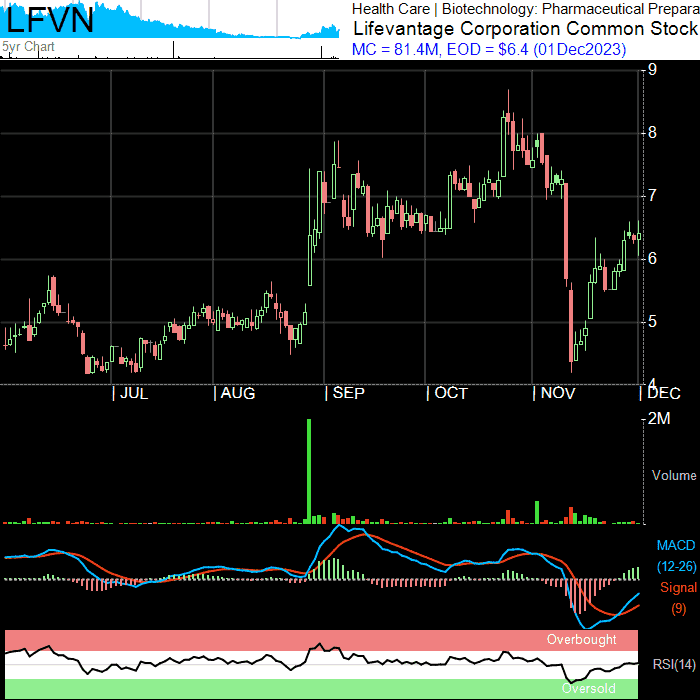 LFVN
5yr Chart
Health Care | Biotechnology: Pharmaceutical Prepara
Lifevantage Corporation Common Stock
MC = 81.4M, EOD = $6.4 (01Dec2023)
9
8
7
6
5
4
JUL AUG SEP OCT NOV DEC
2M
Volume
MACD
(12-26)
Signal
(9)
Overbought
RSI(14)
Oversold